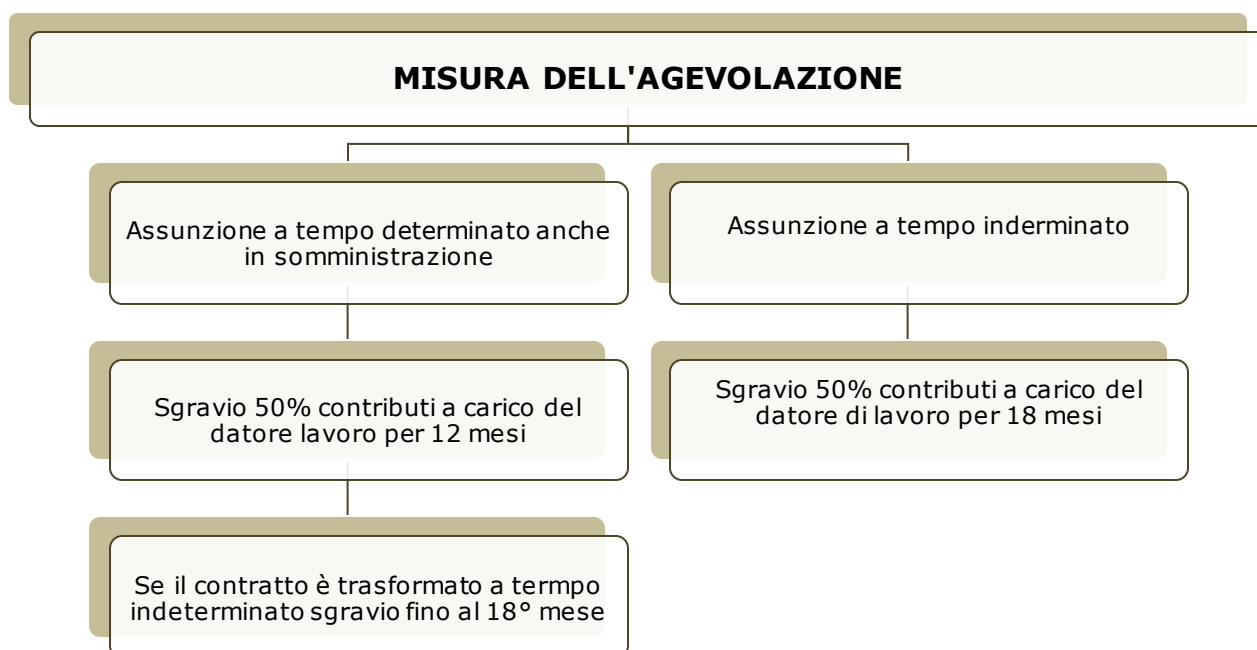 MISURA DELL'AGEVOLAZIONE
Assunzione a tempo determinato anche
in somministrazione
Assunzione a tempo inderminato
Sgravio 50% contributi a carico del
datore lavoro per 12 mesi
Sgravio 50% contributi a carico del
datore di lavoro per 18 mesi
Se il contratto è trasformato a termpo
indeterminato sgravio fino al 18° mese